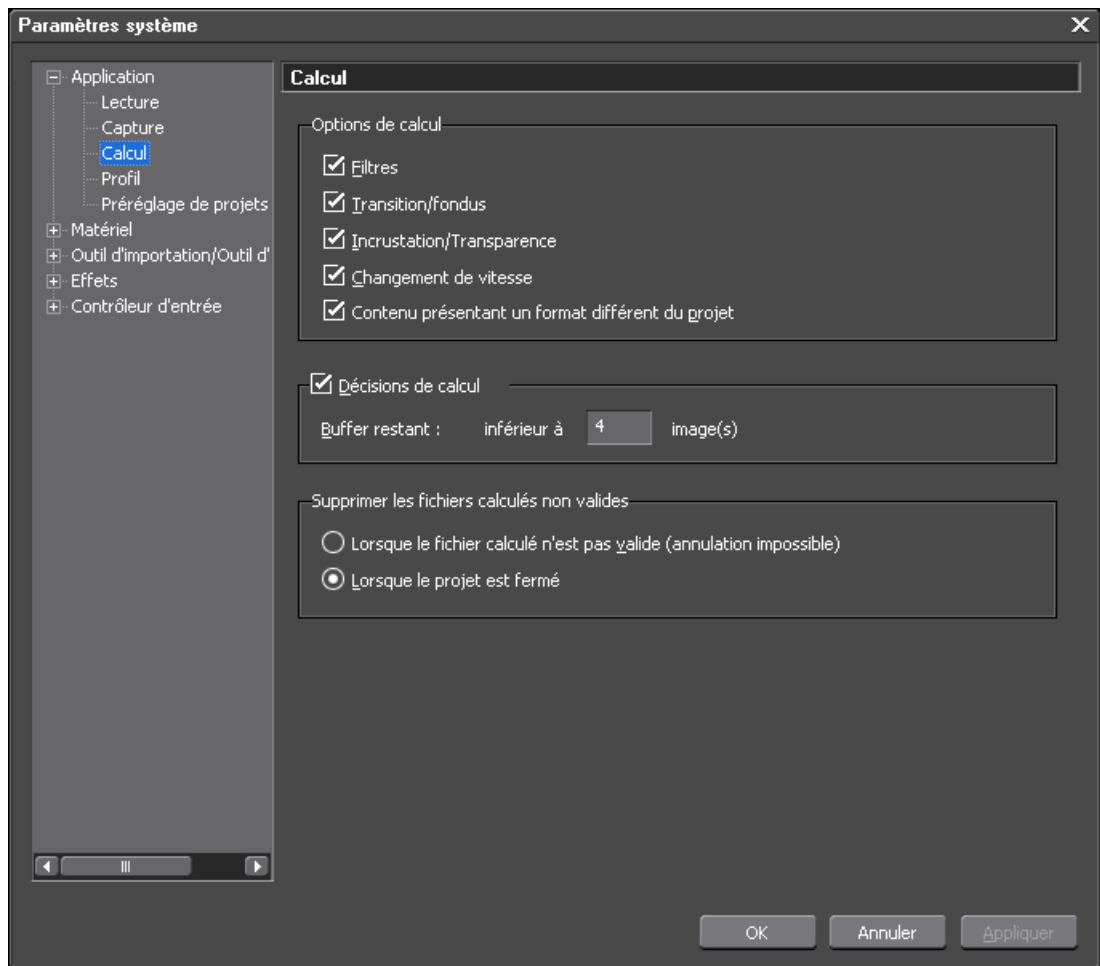 Paramètres système
Application
Lecture
Capture
Calcul
Profil
Préréglage de projets
Matériel
Outil d'importation/Outil d'
Effets
Contrôleur d'entrée
Calcul
Options de calcul
Filtres
Transition/fondus
Incrustation/Transparence
Changement de vitesse
Contenu présentant un format différent du projet
Décisions de calcul
Buffer restant : inférieur à 4 image(s)
Supprimer les fichiers calculés non valides
Lorsque le fichier calculé n'est pas valide (annulation impossible)
Lorsque le projet est fermé
OK Annuler Appliquer